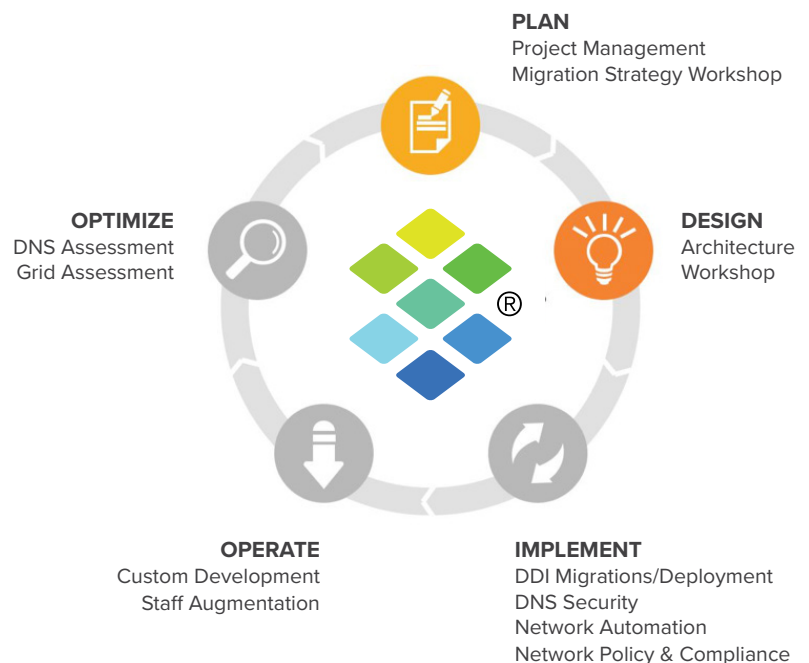 PLAN
Project Management
Migration Strategy Workshop
OPTIMIZE
DNS Assessment
Grid Assessment
DESIGN
Architecture
Workshop
®
OPERATE
Custom Development
Staff Augmentation
IMPLEMENT
DDI Migrations/Deployment
DNS Security
Network Automation
Network Policy & Compliance